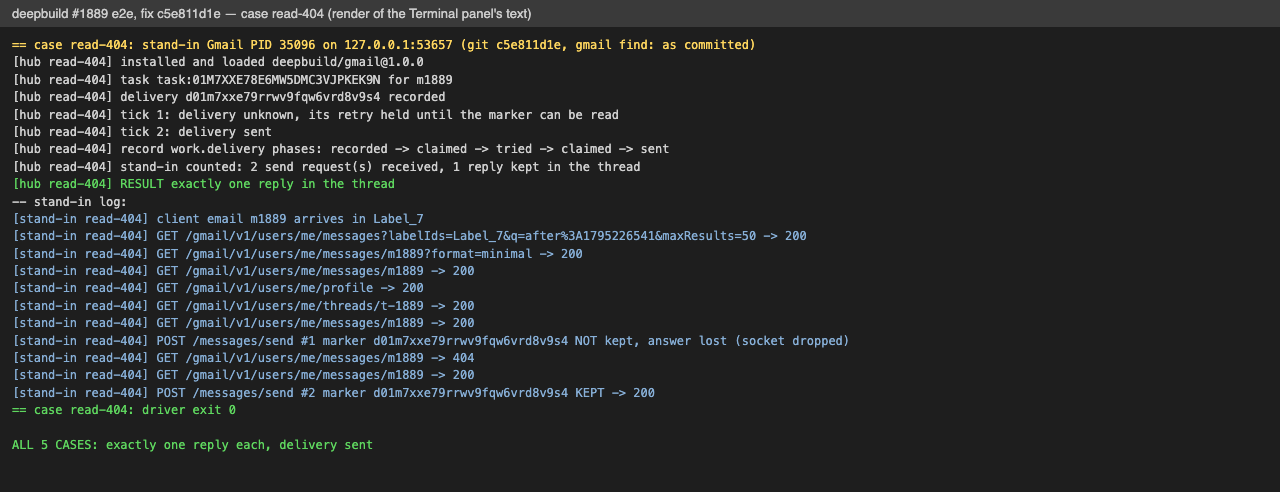 deepbuild #1889 e2e, fix c5e811d1e — case read-404 (render of the Terminal panel's text)
== case read-404: stand-in Gmail PID 35096 on 127.0.0.1:53657 (git c5e811d1e, gmail find: as committed)
[hub read-404] installed and loaded deepbuild/gmail@1.0.0
[hub read-404] task task:01M7XXE78E6MW5DMC3VJPKEK9N for m1889
[hub read-404] delivery d01m7xxe79rrwv9fqw6vrd8v9s4 recorded
[hub read-404] tick 1: delivery unknown, its retry held until the marker can be read
[hub read-404] tick 2: delivery sent
[hub read-404] record work.delivery phases: recorded -> claimed -> tried -> claimed -> sent
[hub read-404] stand-in counted: 2 send request(s) received, 1 reply kept in the thread
[hub read-404] RESULT exactly one reply in the thread
-- stand-in log:
[stand-in read-404] client email m1889 arrives in Label_7
[stand-in read-404] GET /gmail/v1/users/me/messages?labelIds=Label_7&q=after%3A1795226541&maxResults=50 -> 200
[stand-in read-404] GET /gmail/v1/users/me/messages/m1889?format=minimal -> 200
[stand-in read-404] GET /gmail/v1/users/me/messages/m1889 -> 200
[stand-in read-404] GET /gmail/v1/users/me/profile -> 200
[stand-in read-404] GET /gmail/v1/users/me/threads/t-1889 -> 200
[stand-in read-404] GET /gmail/v1/users/me/messages/m1889 -> 200
[stand-in read-404] POST /messages/send #1 marker d01m7xxe79rrwv9fqw6vrd8v9s4 NOT kept, answer lost (socket dropped)
[stand-in read-404] GET /gmail/v1/users/me/messages/m1889 -> 404
[stand-in read-404] GET /gmail/v1/users/me/messages/m1889 -> 200
[stand-in read-404] POST /messages/send #2 marker d01m7xxe79rrwv9fqw6vrd8v9s4 KEPT -> 200
== case read-404: driver exit 0
ALL 5 CASES: exactly one reply each, delivery sent